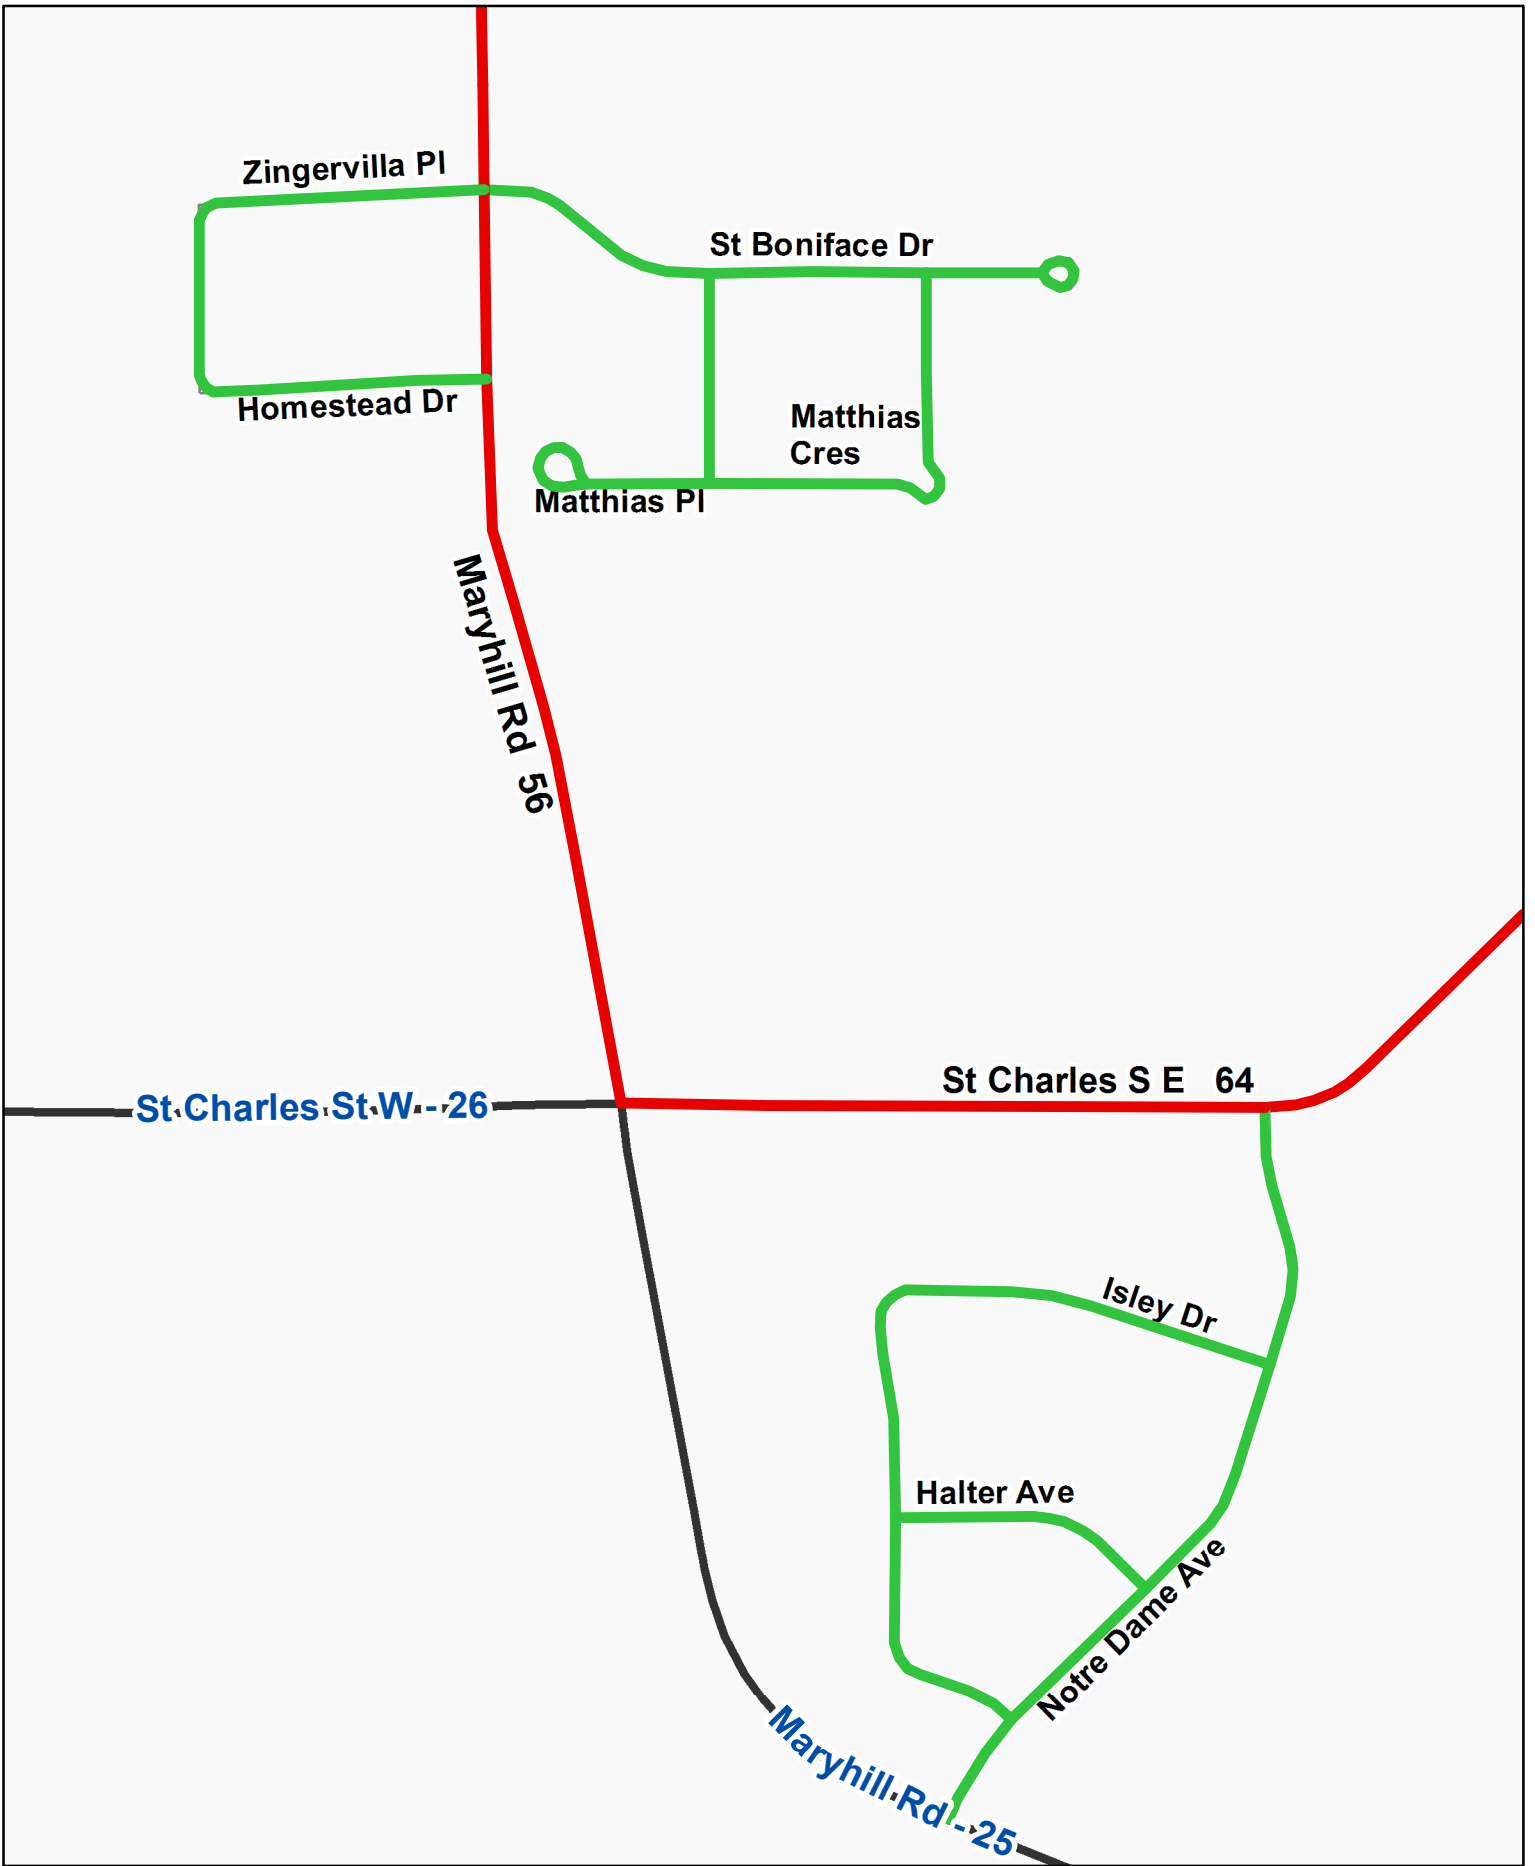 Zingervilla Pl
St Boniface Dr
Homestead Dr
Matthias
Cres
Matthias Pl
Maryhill Rd 56
St Charles S E 64
St Charles St W - 26
Isley Dr
Halter Ave
Notre Dame Ave
Maryhill Rd - 25